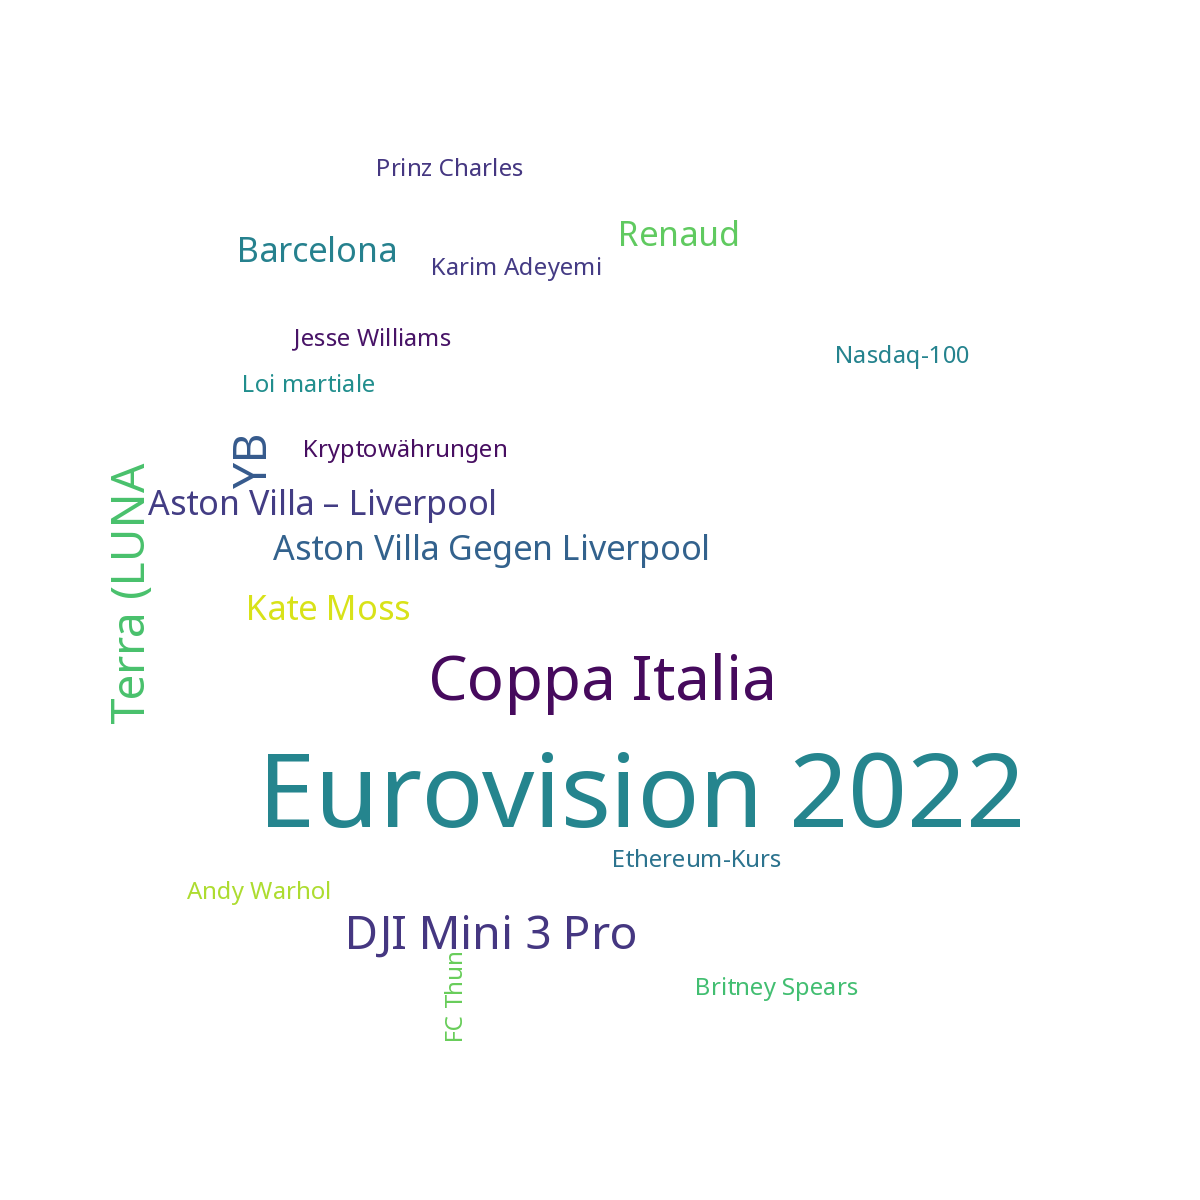 Prinz Charles
Renaud
Barcelona
Karim Adeyemi
Jesse Williams
Nasdaq-100
Loi martiale
YB
Kryptowährungen
Terra (LUNA
Aston Villa – Liverpool
Aston Villa Gegen Liverpool
Kate Moss
Coppa Italia
Eurovision 2022
Ethereum-Kurs
Andy Warhol
DJI Mini 3 Pro
FC Thun
Britney Spears